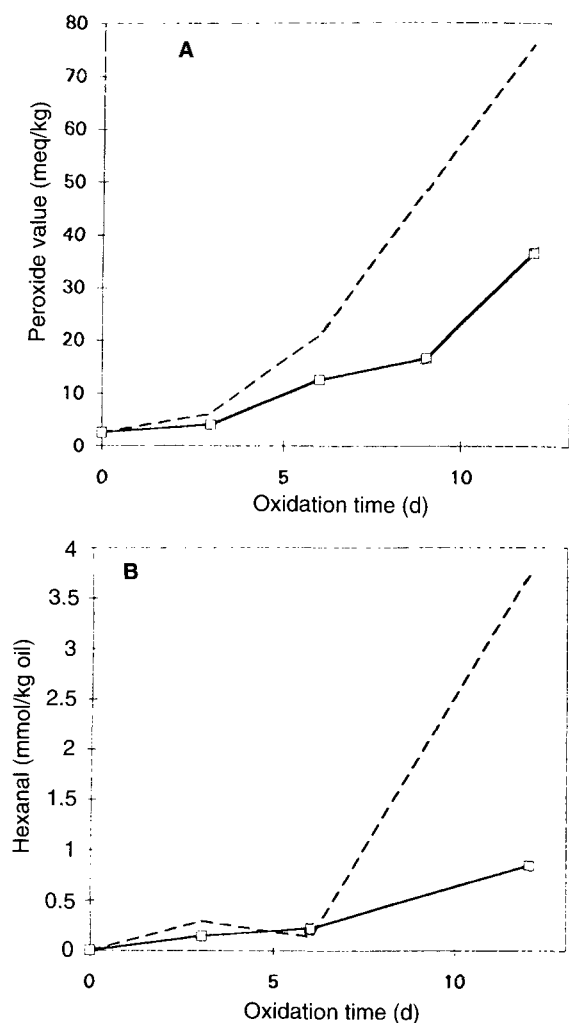 A
Peroxide value (meq/kg)
80
70
60
50
40
30
20
10
0
0 5 10
Oxidation time (d)
B
Hexanal (mmol/kg oil)
4
3.5
3
2.5
2
1.5
1
0.5
0
0 5 10
Oxidation time (d)